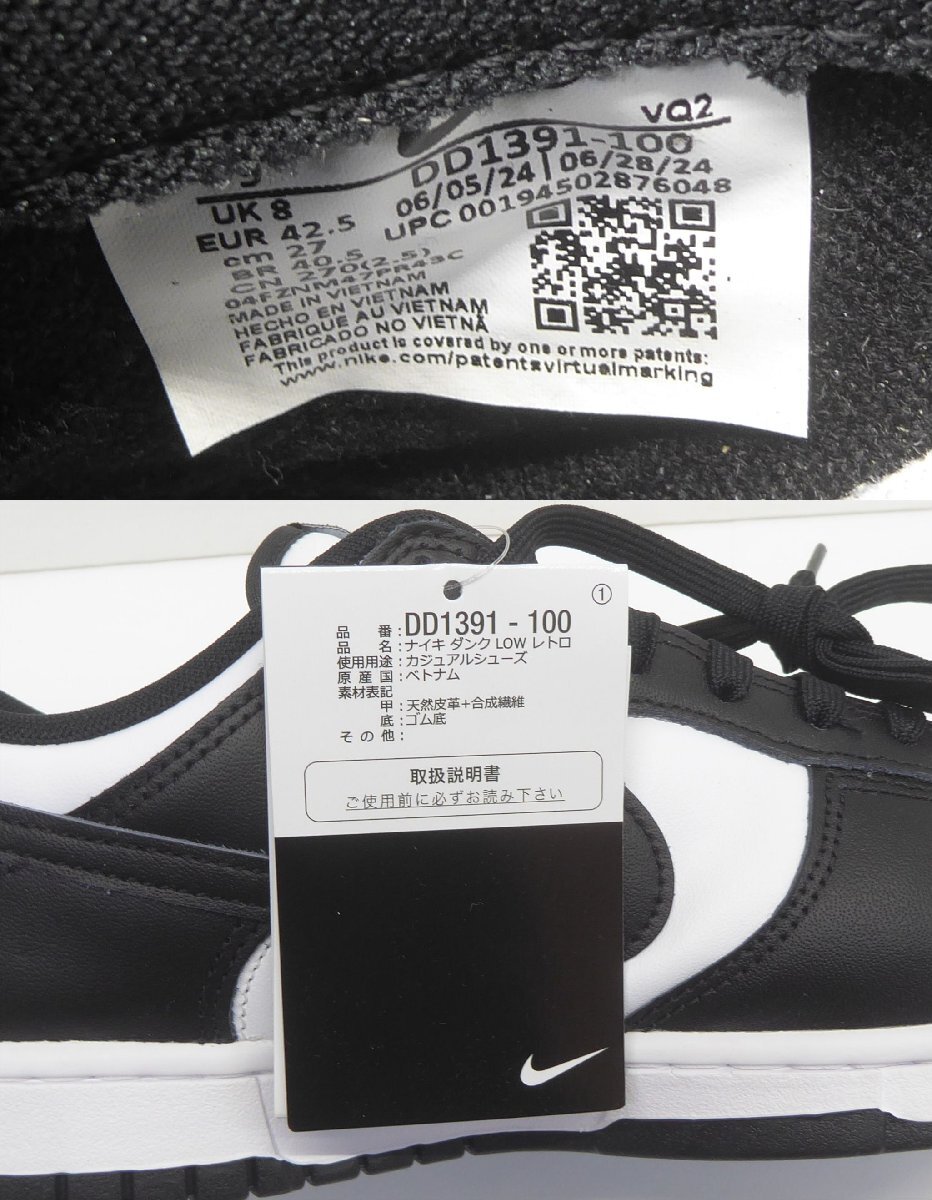 VQ2
DD1391-100
06/05/24 | 06/28/24
UPC 00194502876048
UK 8
EUR 42.5
cm 27
BR 40.5
CN 270(2.5)
04FZNM47PR43C
MADE IN VIETNAM
HECHO EN VIETNAM
FABRIQUE AU VIETNAM
FABRICADO NO VIETNÃ
This product is covered by one or more patents:
www.nike.com/patentsvirtualmarking
①
品 番 : DD1391 - 100
品 名 : ナイキ ダンク LOW レトロ
使用用途 : カジュアルシューズ
原 産 国 : ベトナム
素材表記
甲 : 天然皮革+合成繊維
底 : ゴム底
そ の 他 :
取扱説明書
ご使用前に必ずお読み下さい